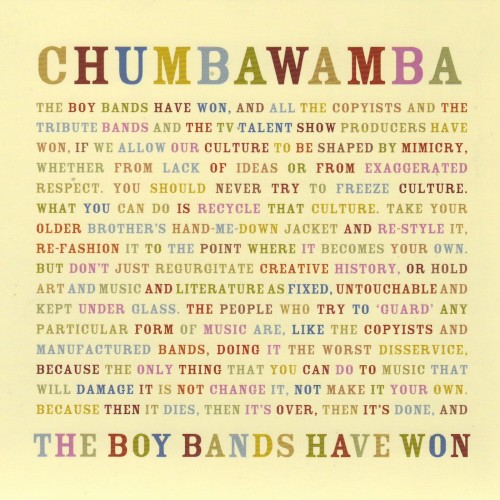 CHUMBAWAMBA
THE BOY BANDS HAVE WON, AND ALL THE COPYISTS AND THE
TRIBUTE BANDS AND THE TV TALENT SHOW PRODUCERS HAVE
WON, IF WE ALLOW OUR CULTURE TO BE SHAPED BY MIMICRY,
WHETHER FROM LACK OF IDEAS OR FROM EXAGGERATED
RESPECT. YOU SHOULD NEVER TRY TO FREEZE CULTURE.
WHAT YOU CAN DO IS RECYCLE THAT CULTURE. TAKE YOUR
OLDER BROTHER'S HAND-ME-DOWN JACKET AND RE-STYLE IT,
RE-FASHION IT TO THE POINT WHERE IT BECOMES YOUR OWN.
BUT DON'T JUST REGURGITATE CREATIVE HISTORY, OR HOLD
ART AND MUSIC AND LITERATURE AS FIXED, UNTOUCHABLE AND
KEPT UNDER GLASS. THE PEOPLE WHO TRY TO ‘GUARD’ ANY
PARTICULAR FORM OF MUSIC ARE, LIKE THE COPYISTS AND
MANUFACTURED BANDS, DOING IT THE WORST DISSERVICE,
BECAUSE THE ONLY THING THAT YOU CAN DO TO MUSIC THAT
WILL DAMAGE IT IS NOT CHANGE IT, NOT MAKE IT YOUR OWN.
BECAUSE THEN IT DIES, THEN IT'S OVER, THEN IT'S DONE, AND
THE BOY BANDS HAVE WON